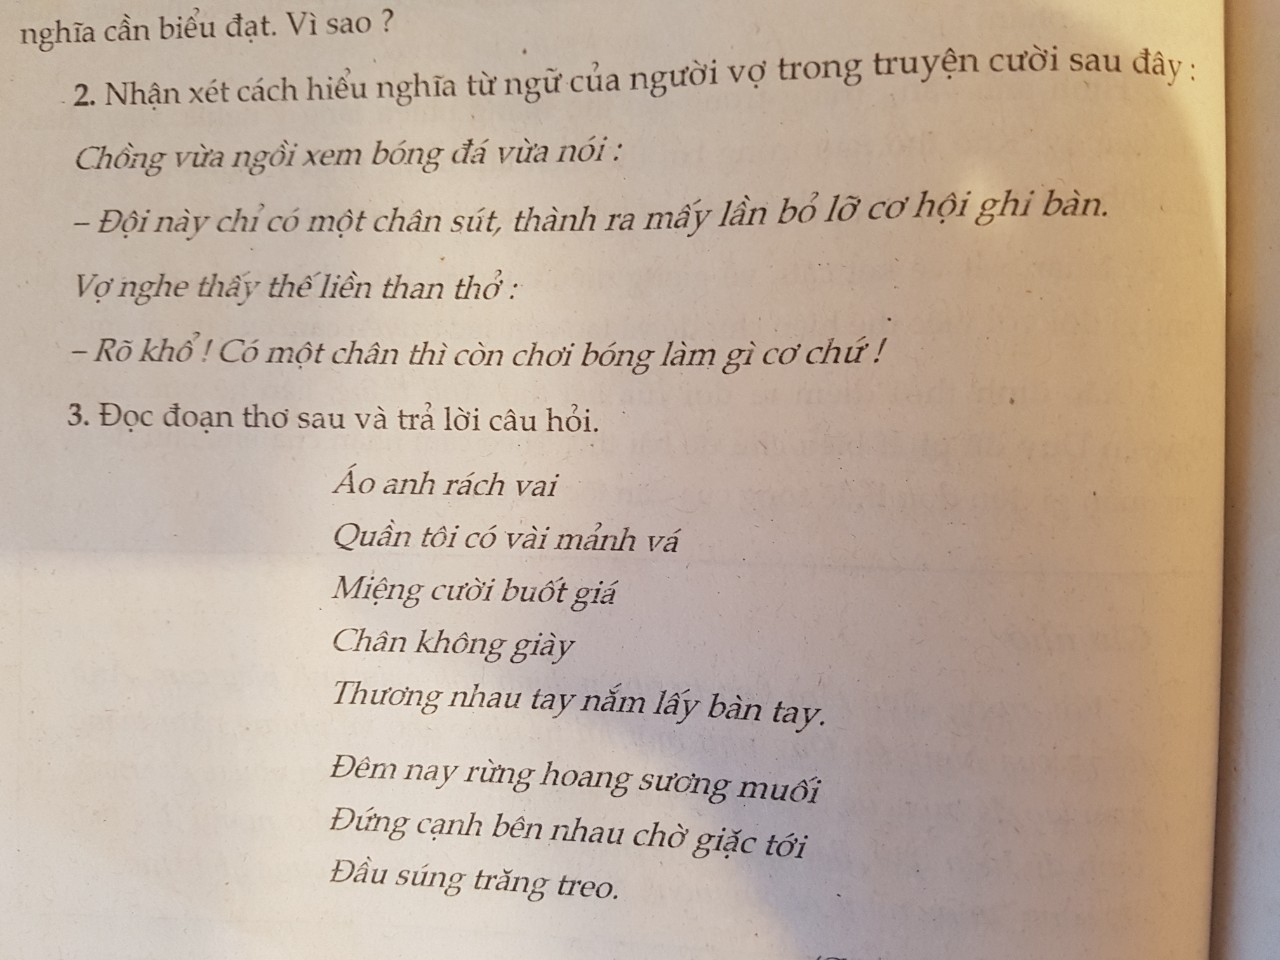 nghĩa cần biểu đạt. Vì sao ?
2. Nhận xét cách hiểu nghĩa từ ngữ của người vợ trong truyện cười sau đây :
Chồng vừa ngồi xem bóng đá vừa nói :
– Đội này chỉ có một chân sút, thành ra mấy lần bỏ lỡ cơ hội ghi bàn.
Vợ nghe thấy thế liền than thở :
– Rõ khổ ! Có một chân thì còn chơi bóng làm gì cơ chứ !
3. Đọc đoạn thơ sau và trả lời câu hỏi.
Áo anh rách vai
Quần tôi có vài mảnh vá
Miệng cười buốt giá
Chân không giày
Thương nhau tay nắm lấy bàn tay.
Đêm nay rừng hoang sương muối
Đứng cạnh bên nhau chờ giặc tới
Đầu súng trăng treo.